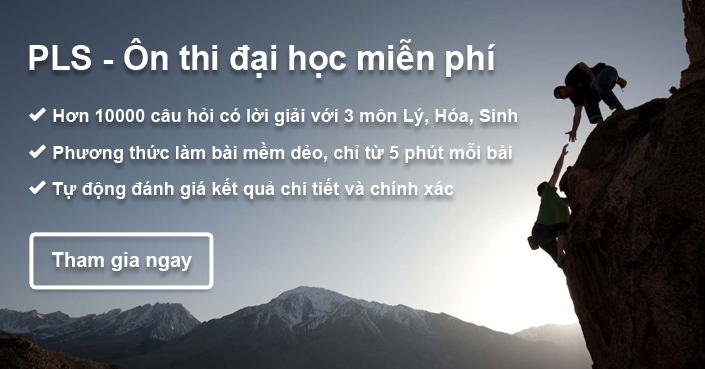 PLS - Ôn thi đại học miễn phí
Hơn 10000 câu hỏi có lời giải với 3 môn Lý, Hóa, Sinh
Phương thức làm bài mềm dẻo, chỉ từ 5 phút mỗi bài
Tự động đánh giá kết quả chi tiết và chính xác
Tham gia ngay